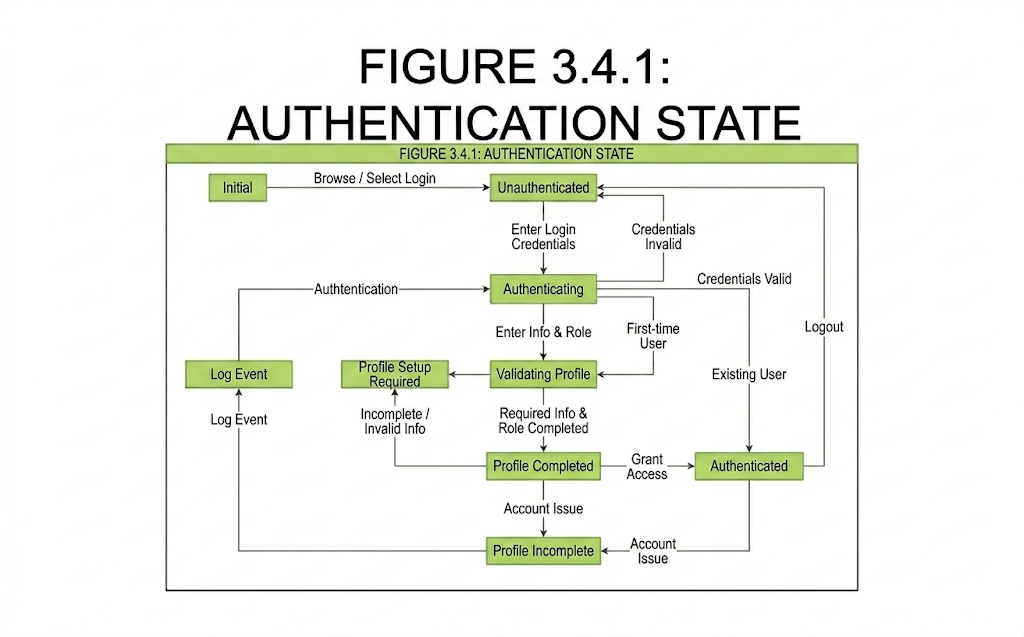 FIGURE 3.4.1:
AUTHENTICATION STATE
FIGURE 3.4.1: AUTHENTICATION STATE
Initial
Browse / Select Login
Unauthenticated
Enter Login
Credentials
Credentials
Invalid
Authtentication
Authenticating
Credentials Valid
Enter Info & Role
First-time
User
Logout
Log Event
Profile Setup
Required
Validating Profile
Existing User
Log Event
Incomplete /
Invalid Info
Required Info &
Role Completed
Profile Completed
Grant
Access
Authenticated
Account Issue
Profile Incomplete
Account
Issue